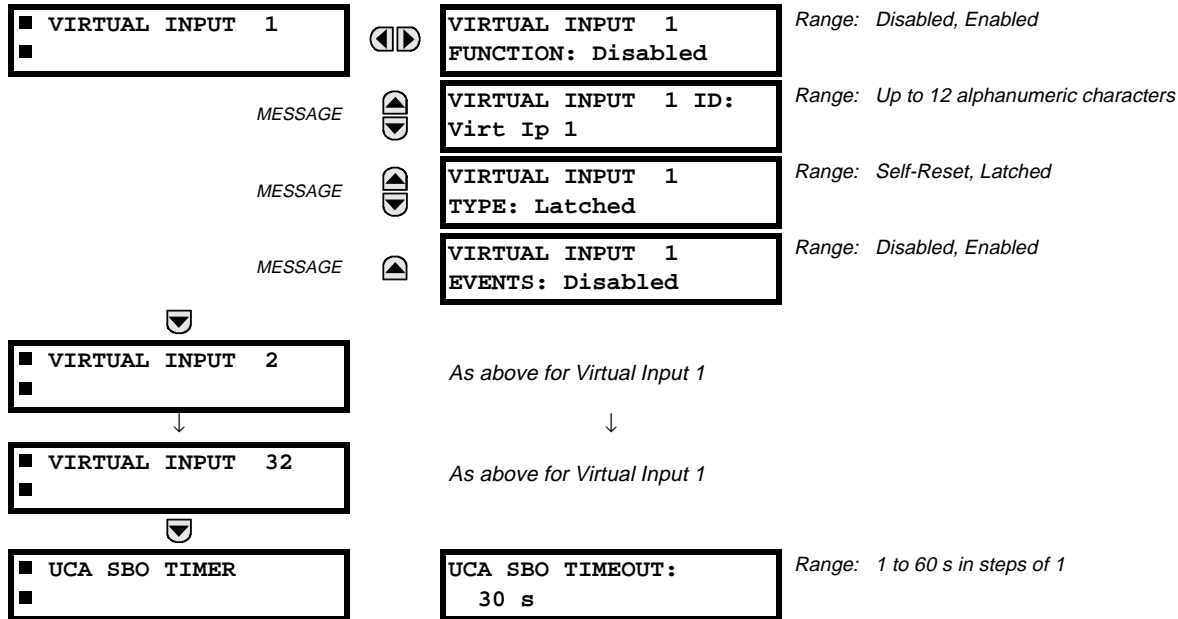 ■ VIRTUAL INPUT 1
■
VIRTUAL INPUT 1
FUNCTION: Disabled
Range: Disabled, Enabled
MESSAGE
VIRTUAL INPUT 1 ID:
Virt Ip 1
Range: Up to 12 alphanumeric characters
MESSAGE
VIRTUAL INPUT 1
TYPE: Latched
Range: Self-Reset, Latched
MESSAGE
VIRTUAL INPUT 1
EVENTS: Disabled
Range: Disabled, Enabled
■ VIRTUAL INPUT 2
■
As above for Virtual Input 1
↓ ↓
■ VIRTUAL INPUT 32
■
As above for Virtual Input 1
■ UCA SBO TIMER
■
UCA SBO TIMEOUT:
30 s
Range: 1 to 60 s in steps of 1